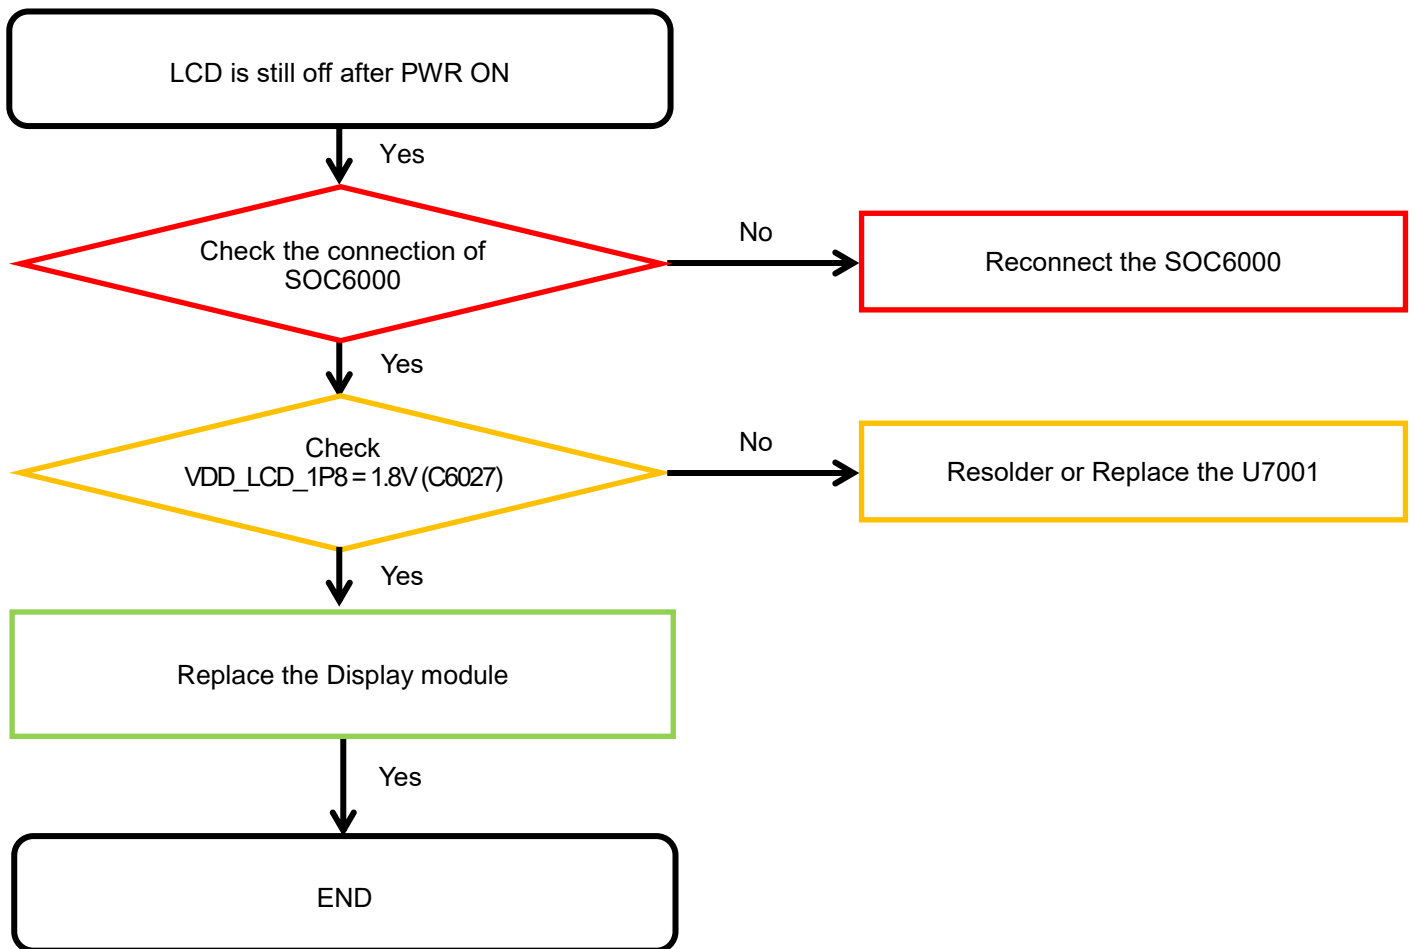 LCD is still off after PWR ON
Yes
Check the connection of
SOC6000
No
Reconnect the SOC6000
Yes
Check
VDD_LCD_1P8 = 1.8V (C6027)
No
Resolder or Replace the U7001
Yes
Replace the Display module
Yes
END